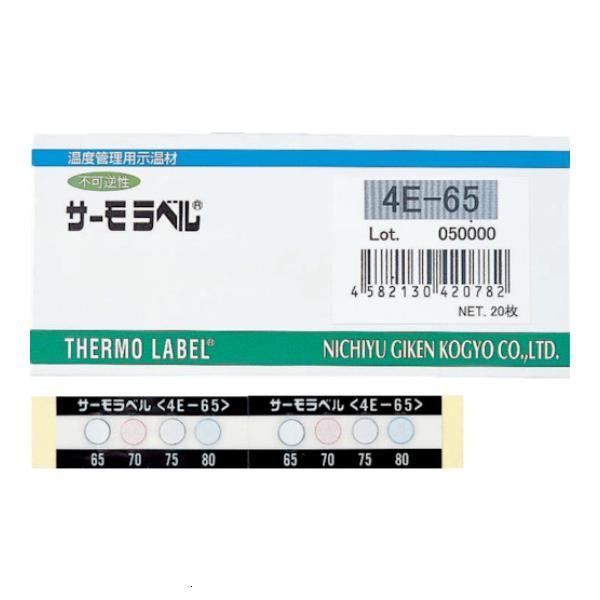 温度管理用示温材
不可逆性
サーモラベル®
4E-65
Lot. 050000
4 582130 420782
NET. 20枚
THERMO LABEL®
NICHIYU GIKEN KOGYO CO.,LTD.
サーモラベル〈4E-65〉 サーモラベル〈4E-65〉
65 70 75 80 65 70 75 80